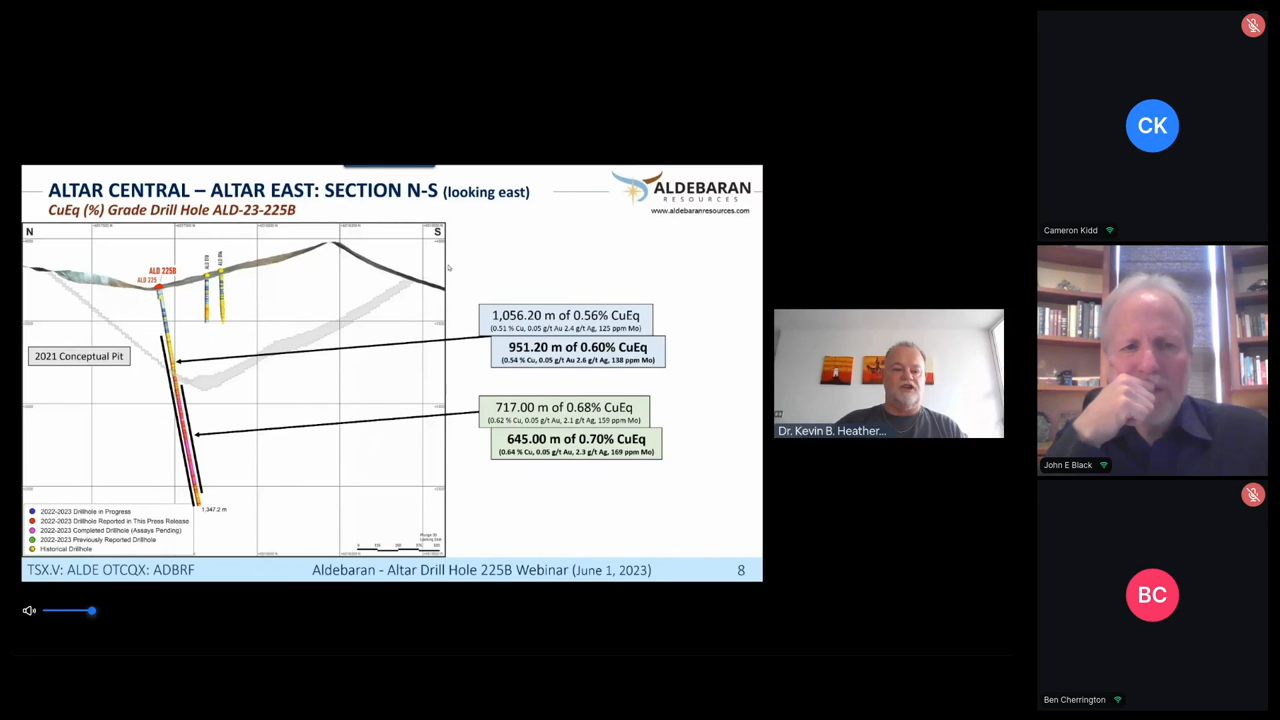 ALTAR CENTRAL – ALTAR EAST: SECTION N-S (looking east)
CuEq (%) Grade Drill Hole ALD-23-225B
ALDEBARAN
RESOURCES
www.aldebaranresources.com
N
S
ALD 225B
ALD 225
2021 Conceptual Pit
1,056.20 m of 0.56% CuEq
(0.51 % Cu, 0.05 g/t Au 2.4 g/t Ag, 125 ppm Mo)
951.20 m of 0.60% CuEq
(0.54 % Cu, 0.05 g/t Au 2.6 g/t Ag, 138 ppm Mo)
717.00 m of 0.68% CuEq
(0.62 % Cu, 0.05 g/t Au, 2.1 g/t Ag, 159 ppm Mo)
645.00 m of 0.70% CuEq
(0.64 % Cu, 0.05 g/t Au, 2.3 g/t Ag, 169 ppm Mo)
1,347.2 m
2022-2023 Drillhole in Progress
2022-2023 Drillhole Reported in This Press Release
2022-2023 Completed Drillhole (Assays Pending)
2022-2023 Previously Reported Drillhole
Historical Drillhole
TSX.V: ALDE OTCQX: ADBRF
Aldebaran - Altar Drill Hole 225B Webinar (June 1, 2023)
8
Dr. Kevin B. Heather...
CK
Cameron Kidd
John E Black
BC
Ben Cherrington